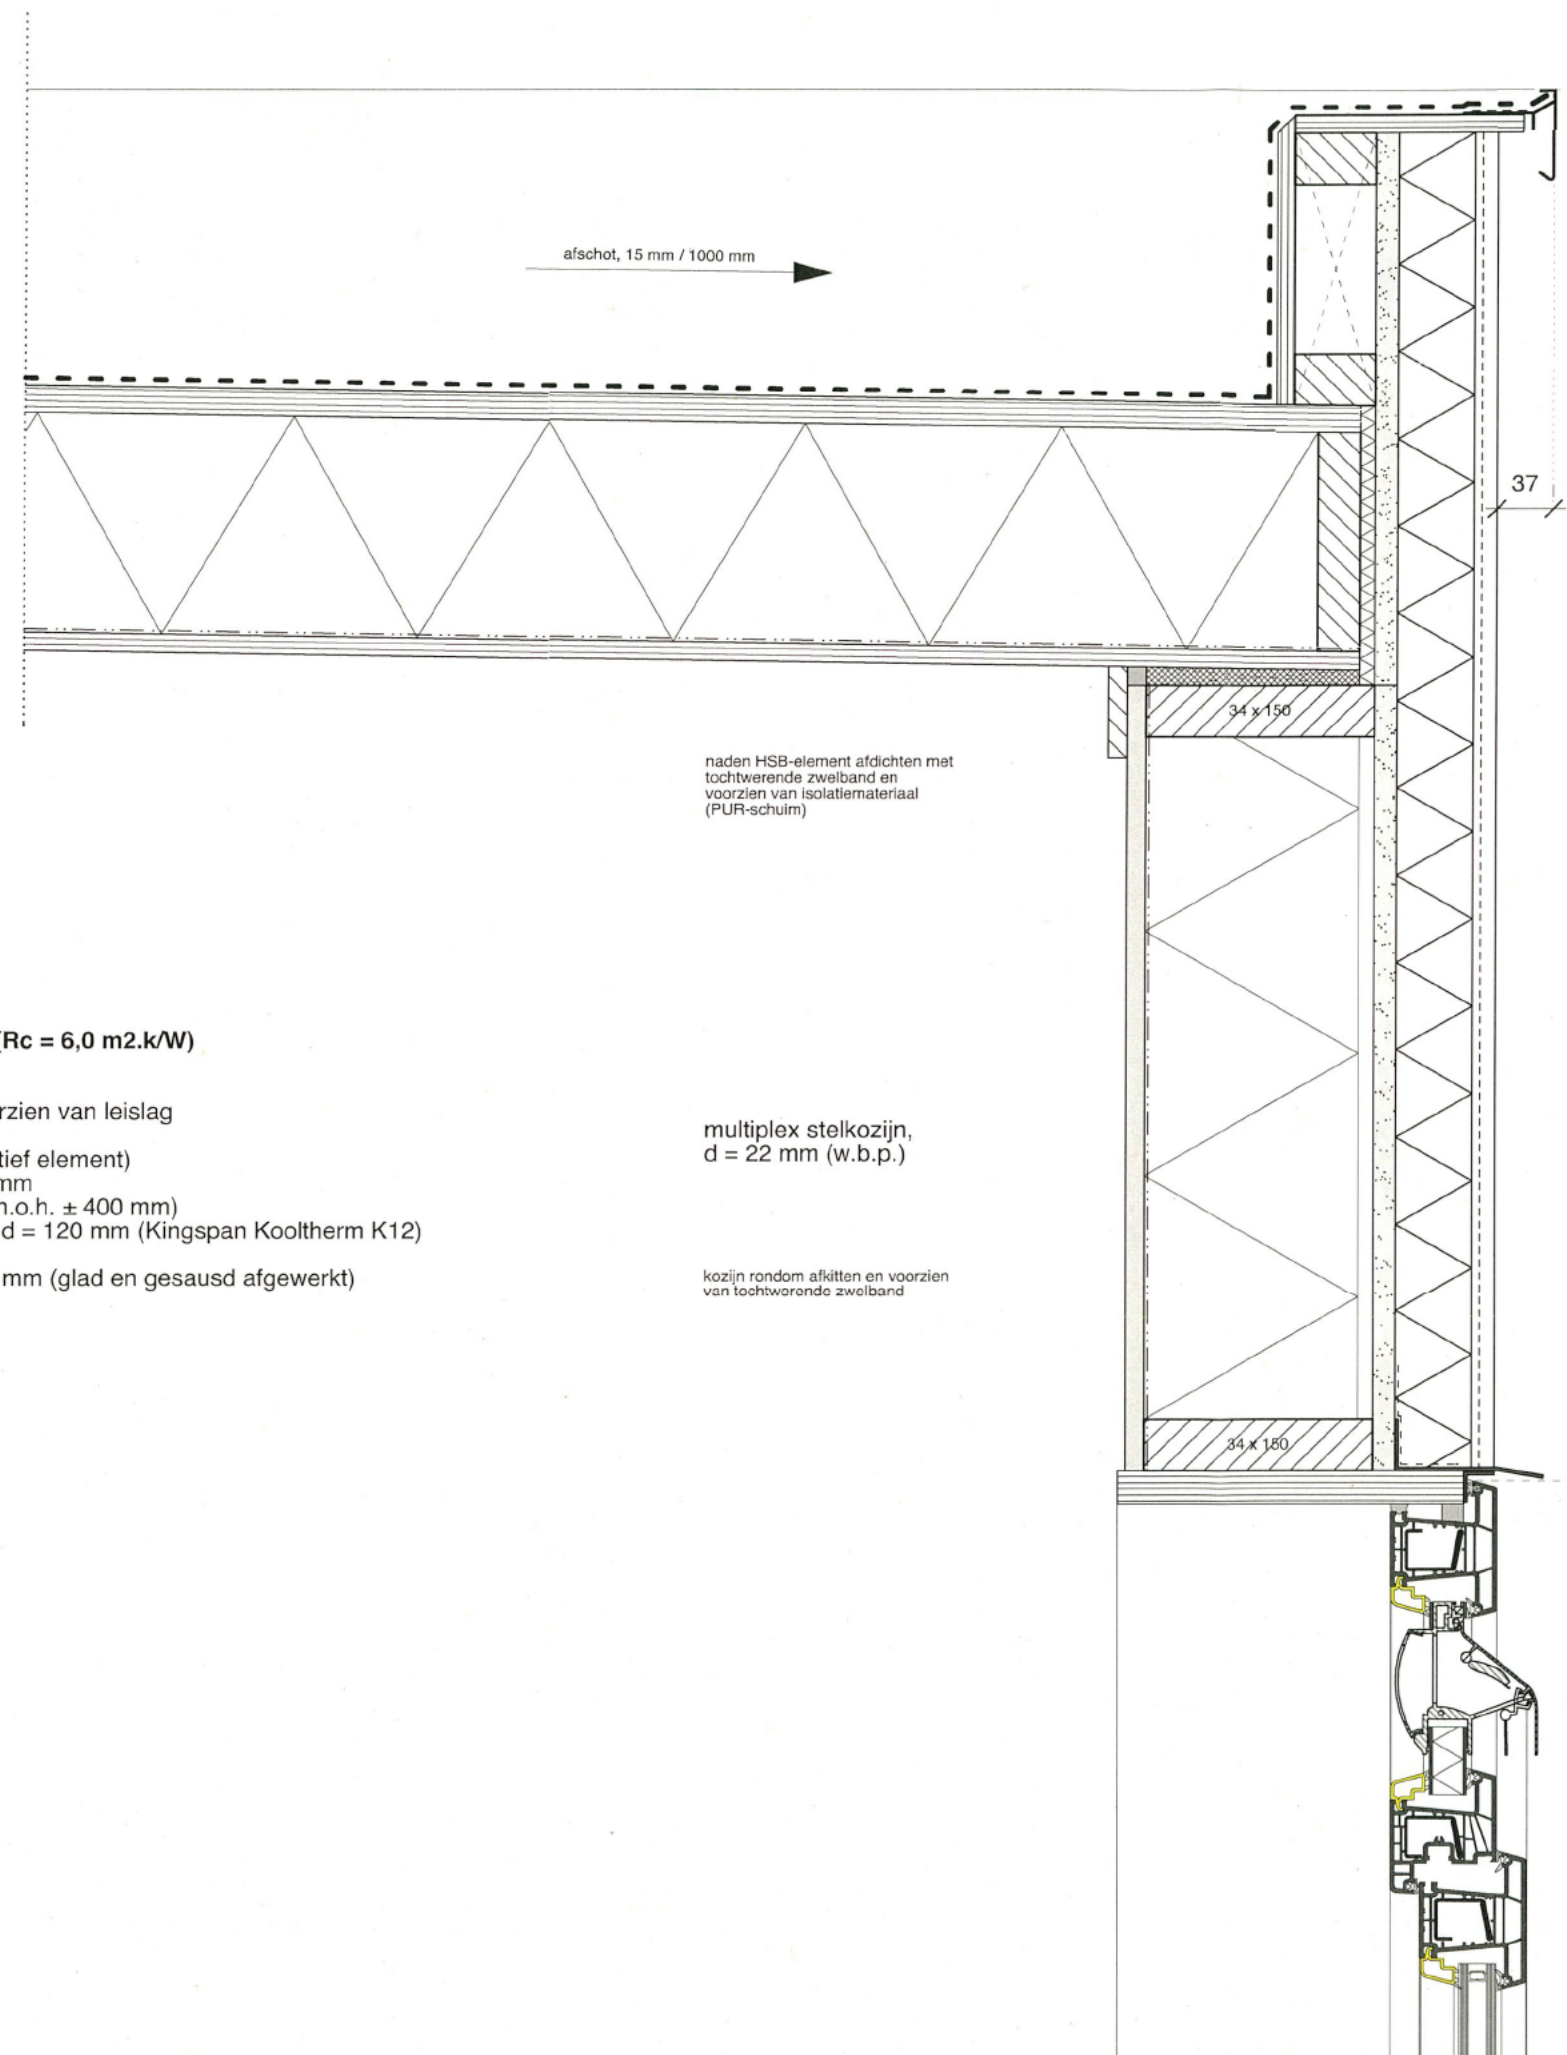 afschot, 15 mm / 1000 mm
37
34 x 150
naden HSB-element afdichten met
tochtwerende zwelband en
voorzien van isolatiemateriaal
(PUR-schuim)
(Rc = 6,0 m2.k/W)
rzien van leislag
multiplex stelkozijn,
d = 22 mm (w.b.p.)
tief element)
mm
h.o.h. ± 400 mm)
d = 120 mm (Kingspan Kooltherm K12)
mm (glad en gesausd afgewerkt)
kozijn rondom afkitten en voorzien
van tochtwerende zwelband
34 x 150